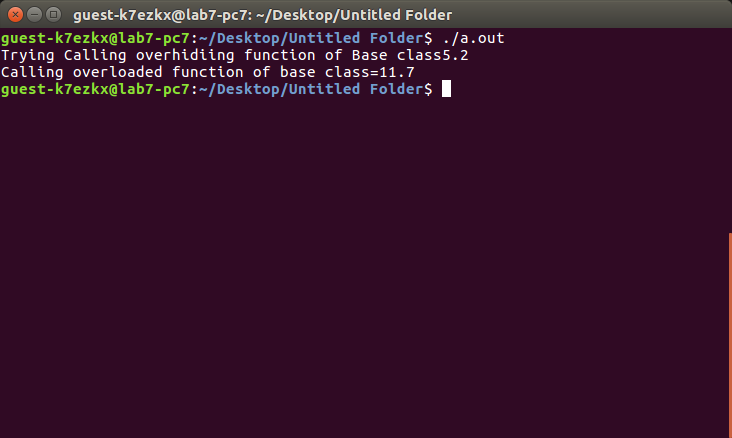 guest-k7ezkx@lab7-pc7: ~/Desktop/Untitled Folder
guest-k7ezkx@lab7-pc7:~/Desktop/Untitled Folder$ ./a.out
Trying Calling overhidiing function of Base class5.2
Calling overloaded function of base class=11.7
guest-k7ezkx@lab7-pc7:~/Desktop/Untitled Folder$